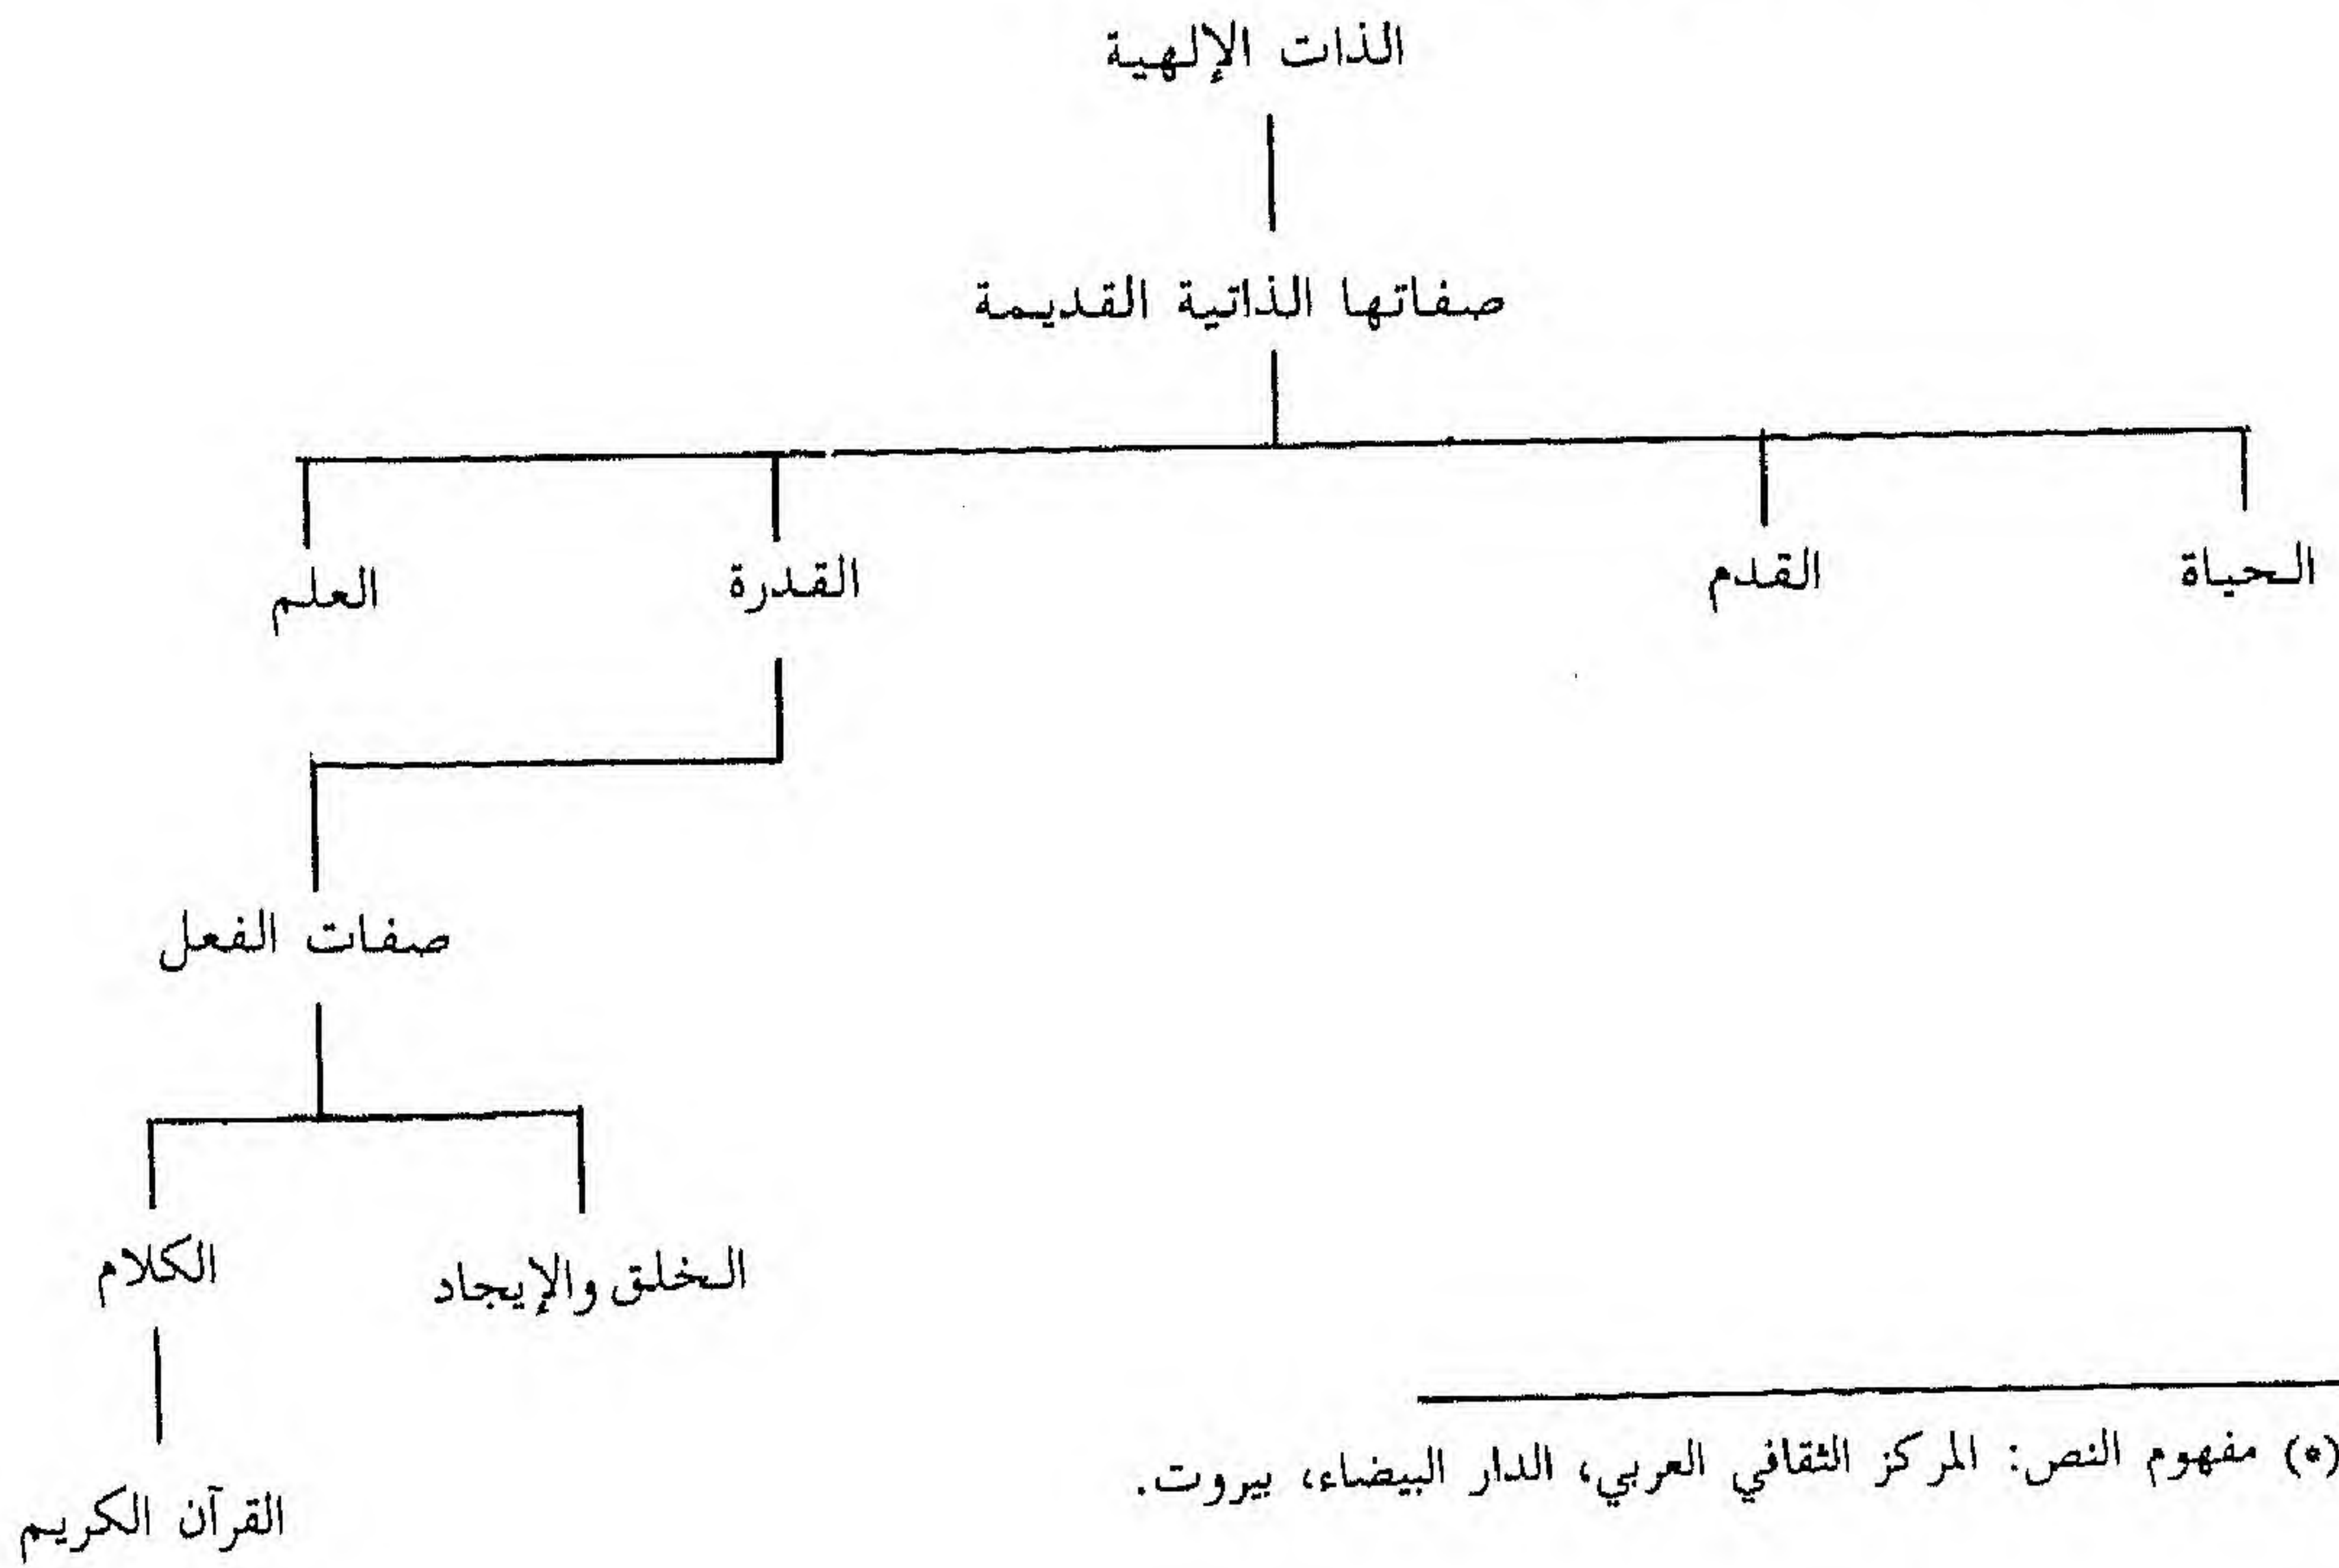 الذات الإلهية
صفاتها الذاتية القديمة
الحياة
القدم
القدرة
العلم
صفات الفعل
الخلق والإيجاد
الكلام
القرآن الكريم
(*) مفهوم النص: المركز الثقافي العربي، الدار البيضاء، بيروت.